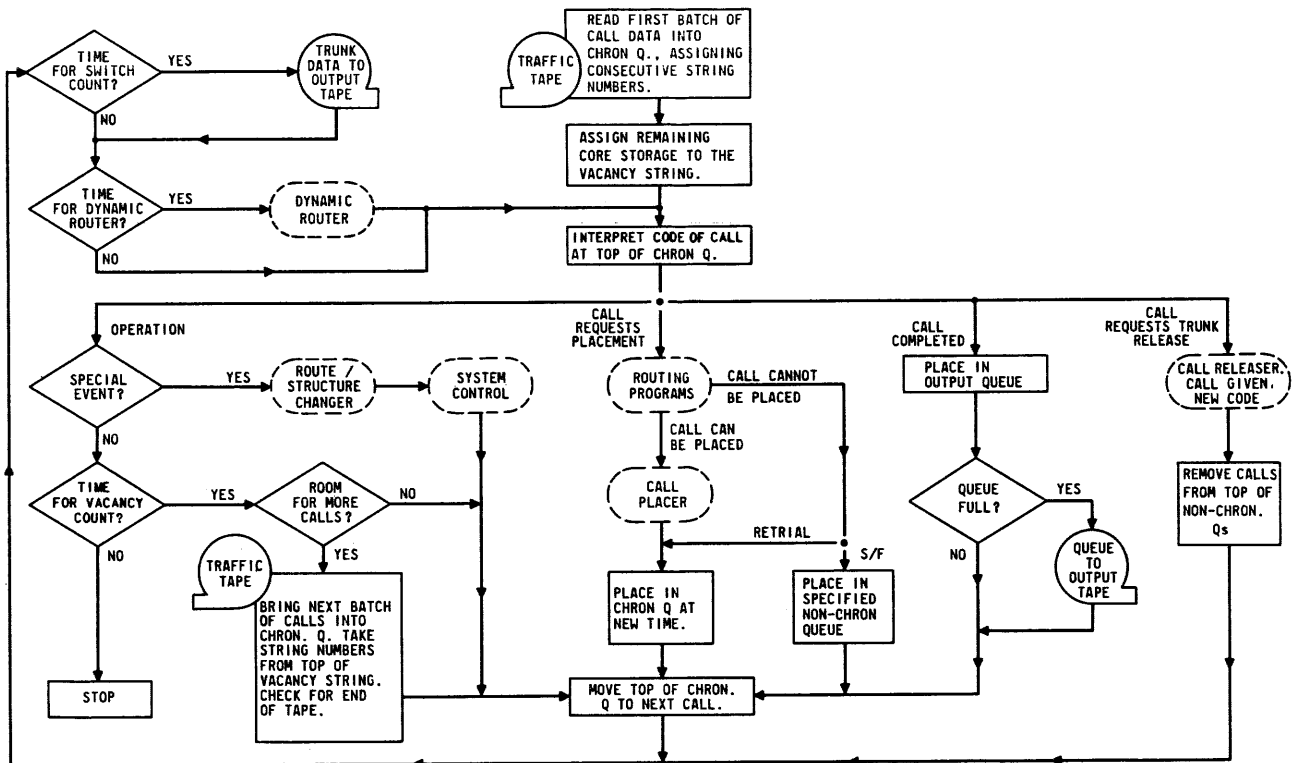 TIME
FOR SWITCH
COUNT?
YES
NO
TRUNK
DATA TO
OUTPUT
TAPE
TRAFFIC
TAPE
READ FIRST BATCH OF
CALL DATA INTO
CHRON Q., ASSIGNING
CONSECUTIVE STRING
NUMBERS.
ASSIGN REMAINING
CORE STORAGE TO THE
VACANCY STRING.
TIME
FOR DYNAMIC
ROUTER?
YES
NO
DYNAMIC
ROUTER
INTERPRET CODE OF CALL
AT TOP OF CHRON Q.
OPERATION
CALL
REQUESTS
PLACEMENT
CALL
COMPLETED
CALL
REQUESTS TRUNK
RELEASE
SPECIAL
EVENT?
YES
NO
ROUTE /
STRUCTURE
CHANGER
SYSTEM
CONTROL
ROUTING
PROGRAMS
CALL CANNOT
BE PLACED
CALL CAN
BE PLACED
PLACE IN
OUTPUT QUEUE
CALL RELEASER.
CALL GIVEN.
NEW CODE
TIME
FOR VACANCY
COUNT?
YES
NO
ROOM
FOR MORE
CALLS?
NO
YES
CALL
PLACER
RETRIAL
S/F
QUEUE
FULL?
YES
NO
QUEUE
TO
OUTPUT
TAPE
REMOVE CALLS
FROM TOP OF
NON-CHRON.
Qs
TRAFFIC
TAPE
BRING NEXT BATCH
OF CALLS INTO
CHRON. Q. TAKE
STRING NUMBERS
FROM TOP OF
VACANCY STRING.
CHECK FOR END
OF TAPE.
PLACE IN
CHRON Q AT
NEW TIME.
PLACE IN
SPECIFIED
NON-CHRON
QUEUE
STOP
MOVE TOP OF CHRON.
Q TO NEXT CALL.